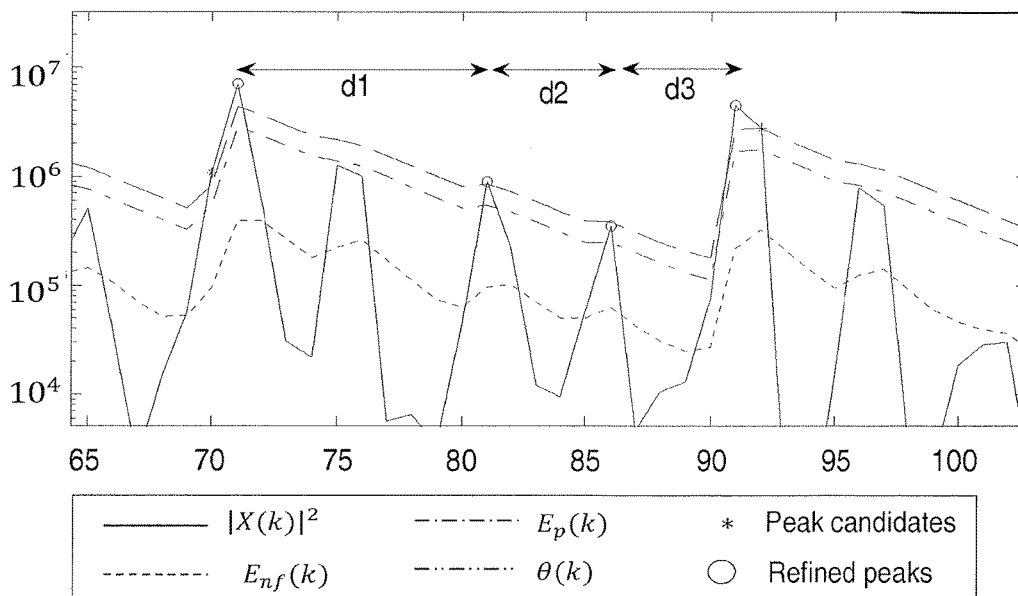 10⁷
d1 d2 d3
10⁶
10⁵
10⁴
65 70 75 80 85 90 95 100
|X(k)|² E_p(k) * Peak candidates
E_nf(k) θ(k) Refined peaks